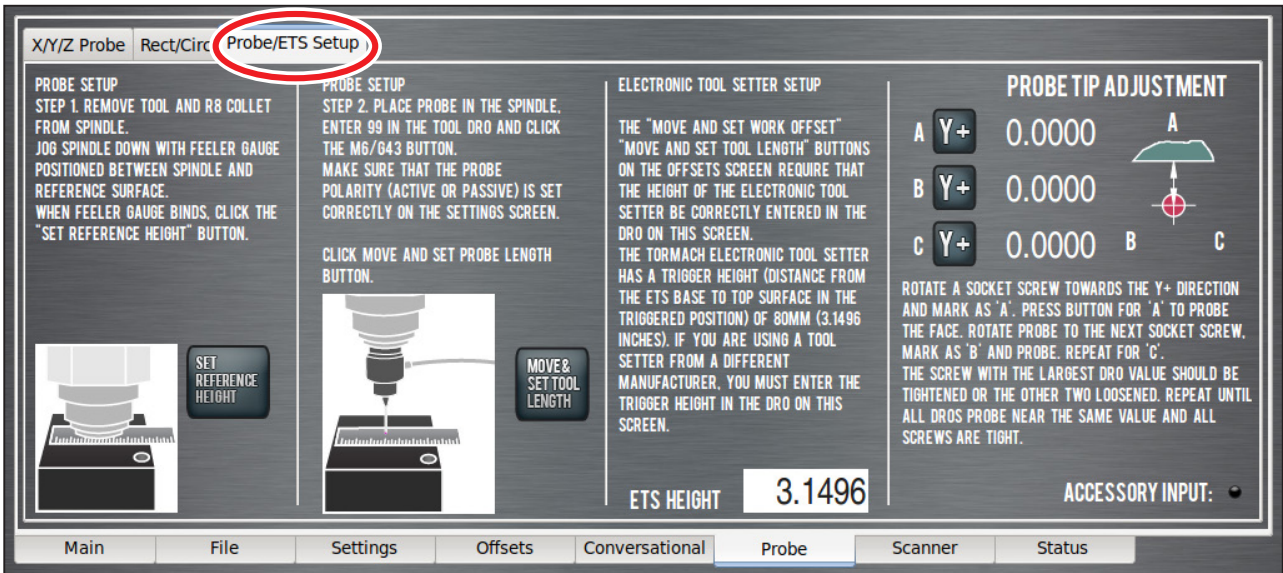 X/Y/Z Probe Rect/Circ Probe/ETS Setup
PROBE SETUP
STEP 1. REMOVE TOOL AND R8 COLLET
FROM SPINDLE.
JOG SPINDLE DOWN WITH FEELER GAUGE
POSITIONED BETWEEN SPINDLE AND
REFERENCE SURFACE.
WHEN FEELER GAUGE BINDS, CLICK THE
"SET REFERENCE HEIGHT" BUTTON.
SET
REFERENCE
HEIGHT
PROBE SETUP
STEP 2. PLACE PROBE IN THE SPINDLE,
ENTER 99 IN THE TOOL DRO AND CLICK
THE M6/G43 BUTTON.
MAKE SURE THAT THE PROBE
POLARITY (ACTIVE OR PASSIVE) IS SET
CORRECTLY ON THE SETTINGS SCREEN.
CLICK MOVE AND SET PROBE LENGTH
BUTTON.
MOVE &
SET TOOL
LENGTH
ELECTRONIC TOOL SETTER SETUP
THE "MOVE AND SET WORK OFFSET"
"MOVE AND SET TOOL LENGTH" BUTTONS
ON THE OFFSETS SCREEN REQUIRE THAT
THE HEIGHT OF THE ELECTRONIC TOOL
SETTER BE CORRECTLY ENTERED IN THE
DRO ON THIS SCREEN.
THE TORMACH ELECTRONIC TOOL SETTER
HAS A TRIGGER HEIGHT (DISTANCE FROM
THE ETS BASE TO TOP SURFACE IN THE
TRIGGERED POSITION) OF 80MM (3.1496
INCHES). IF YOU ARE USING A TOOL
SETTER FROM A DIFFERENT
MANUFACTURER, YOU MUST ENTER THE
TRIGGER HEIGHT IN THE DRO ON THIS
SCREEN.
ETS HEIGHT 3.1496
PROBE TIP ADJUSTMENT
A Y+ 0.0000 A
B Y+ 0.0000
C Y+ 0.0000 B C
ROTATE A SOCKET SCREW TOWARDS THE Y+ DIRECTION
AND MARK AS 'A'. PRESS BUTTON FOR 'A' TO PROBE
THE FACE. ROTATE PROBE TO THE NEXT SOCKET SCREW,
MARK AS 'B' AND PROBE. REPEAT FOR 'C'.
THE SCREW WITH THE LARGEST DRO VALUE SHOULD BE
TIGHTENED OR THE OTHER TWO LOOSENED. REPEAT UNTIL
ALL DROS PROBE NEAR THE SAME VALUE AND ALL
SCREWS ARE TIGHT.
ACCESSORY INPUT:
Main File Settings Offsets Conversational Probe Scanner Status